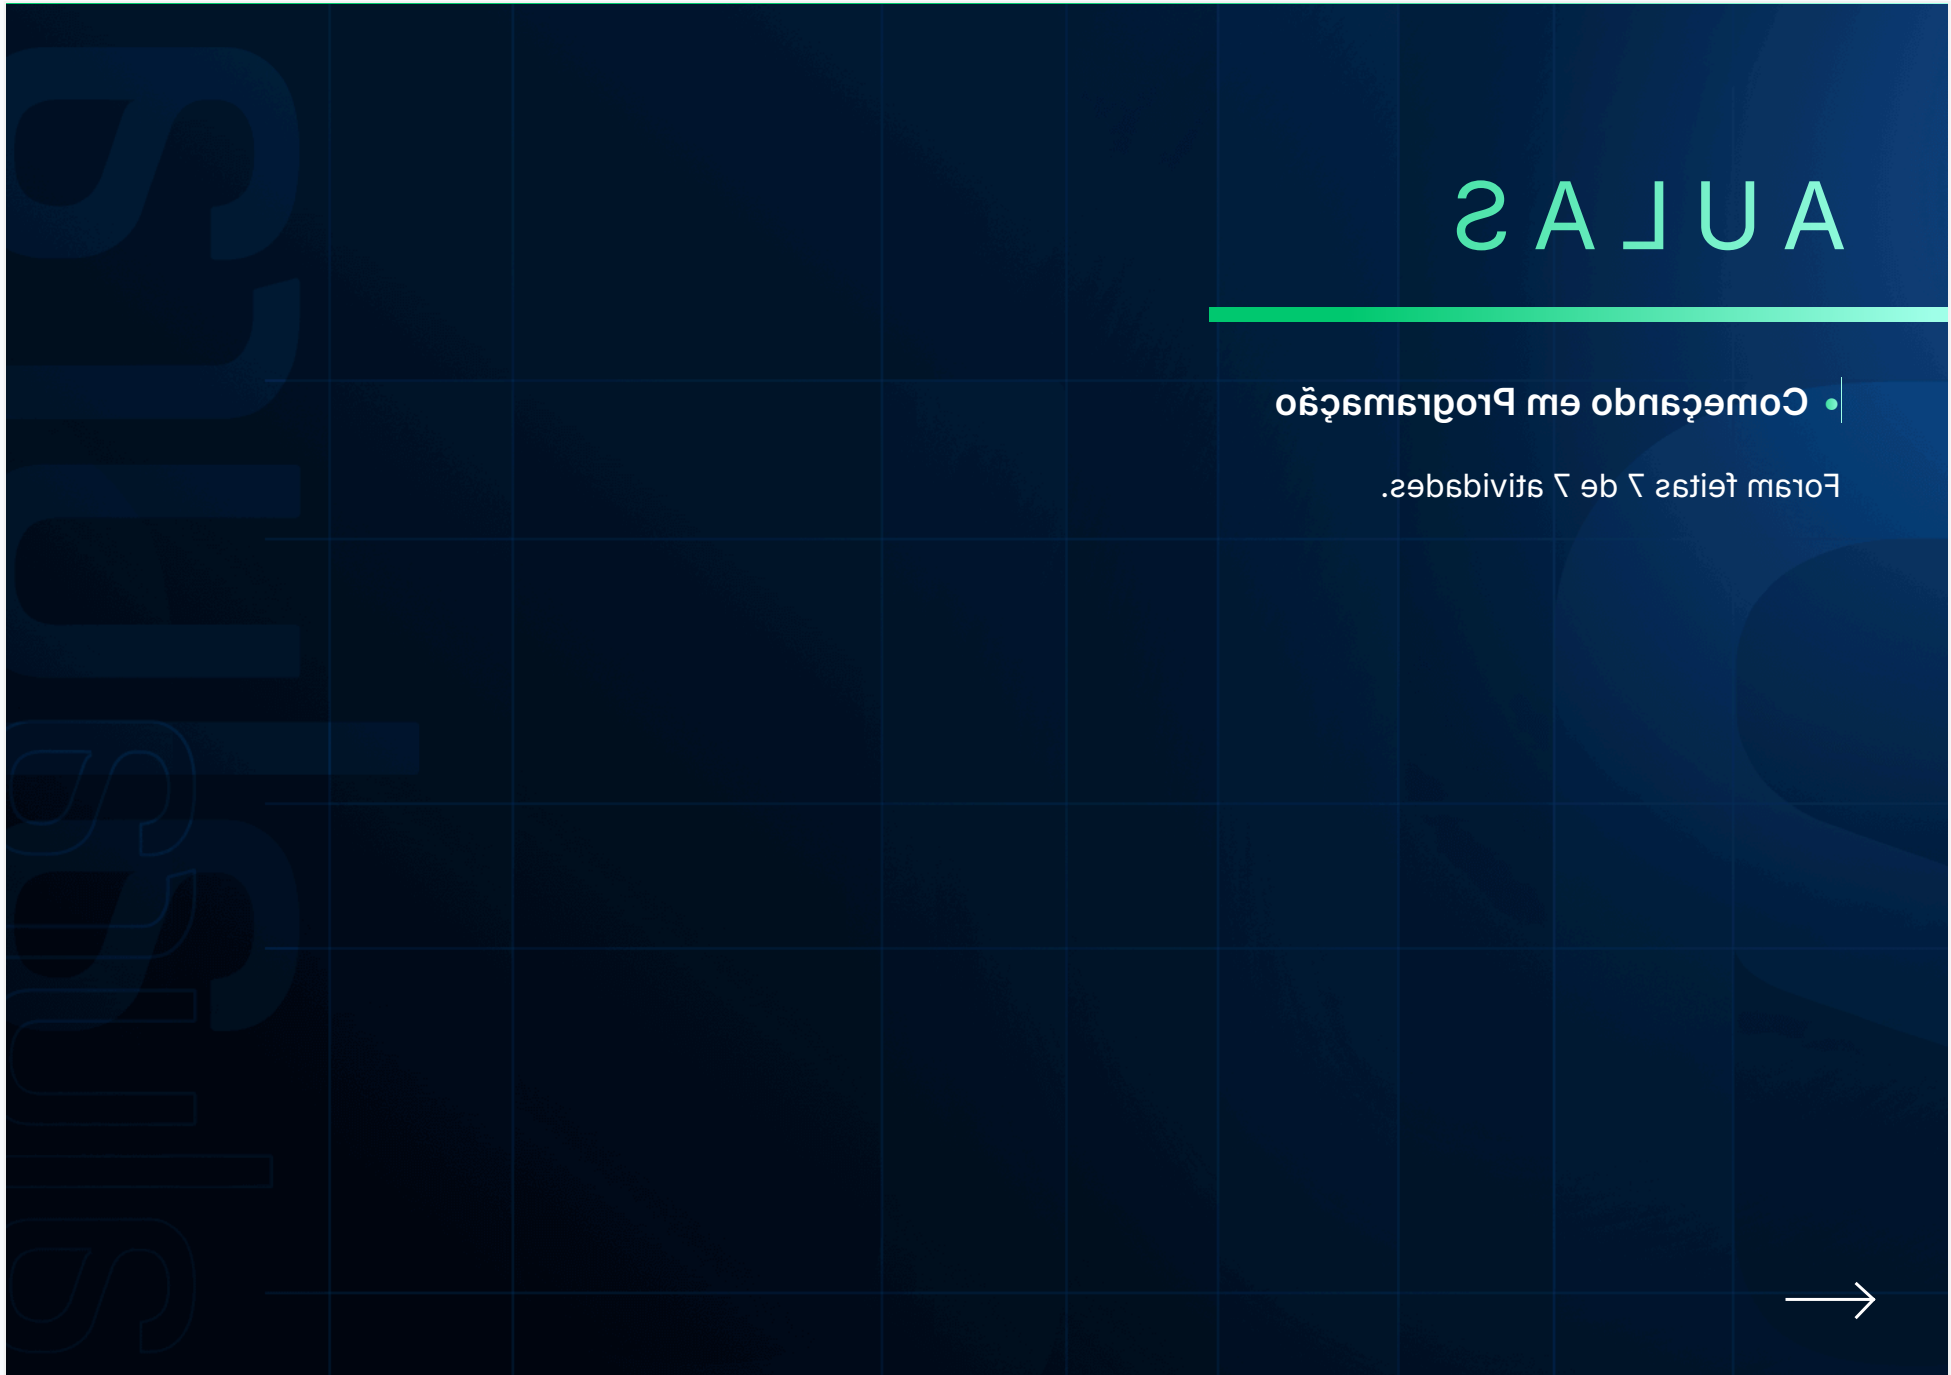 AULAS
• Começando em Programação
Foram feitas 7 de 7 atividades.